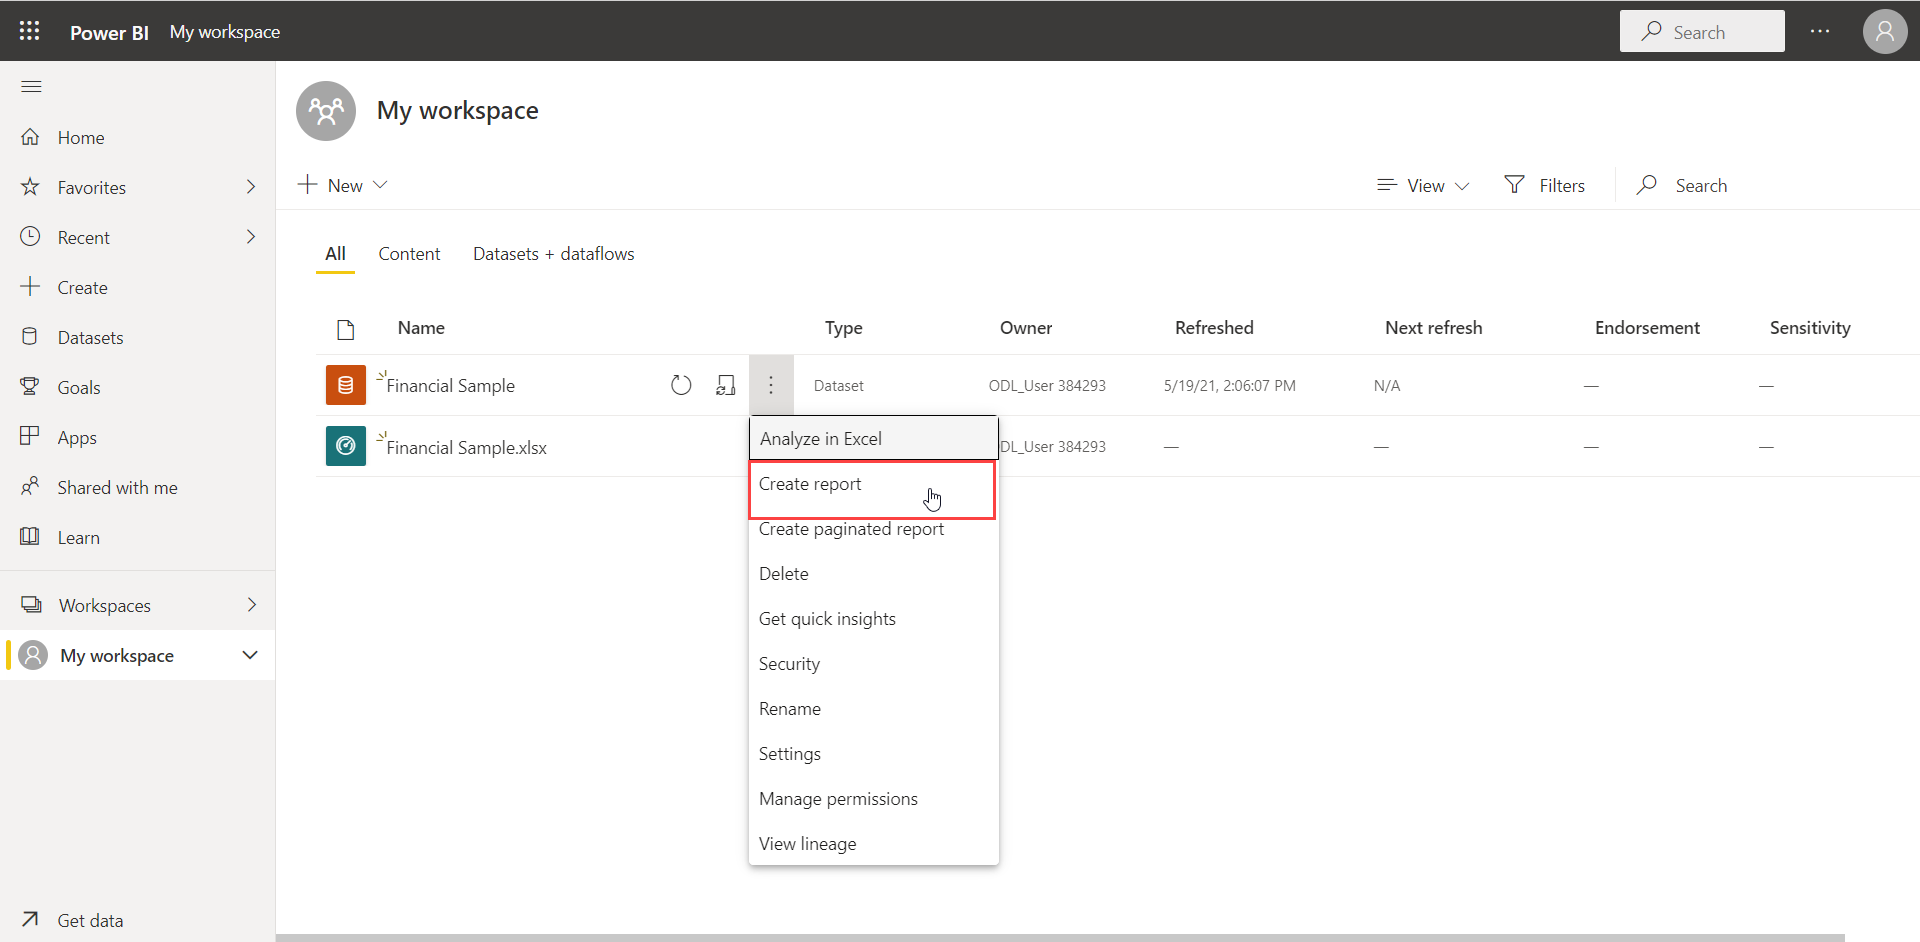 Power BI My workspace Search
My workspace
Home
Favorites
Recent
Create
Datasets
Goals
Apps
Shared with me
Learn
Workspaces
My workspace
Get data
New View Filters Search
All Content Datasets + dataflows
Name Type Owner Refreshed Next refresh Endorsement Sensitivity
Financial Sample Dataset ODL_User 384293 5/19/21, 2:06:07 PM N/A — —
Financial Sample.xlsx DL_User 384293 — — — —
Analyze in Excel
Create report
Create paginated report
Delete
Get quick insights
Security
Rename
Settings
Manage permissions
View lineage